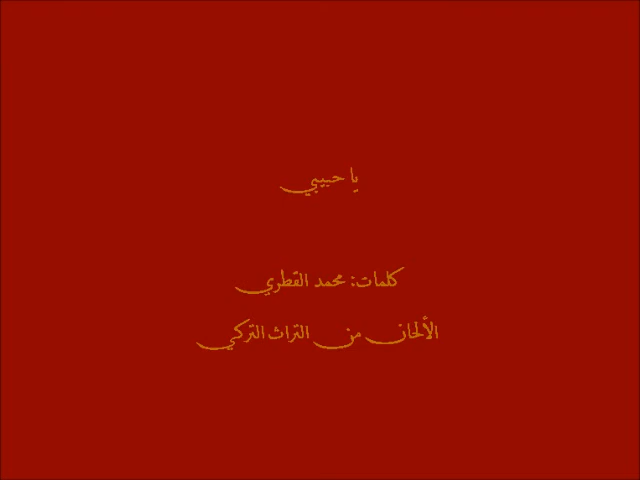 يا حبيبي
كلمات: محمد القطري
الألحان من التراث التركي